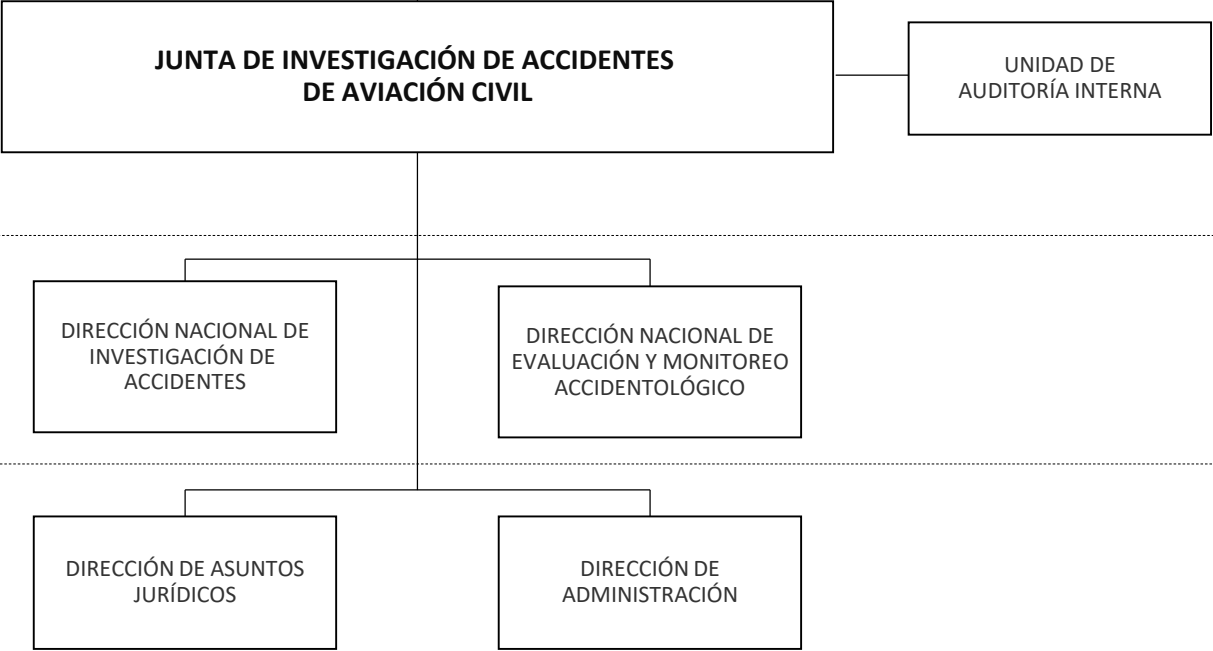 JUNTA DE INVESTIGACIÓN DE ACCIDENTES
DE AVIACIÓN CIVIL
UNIDAD DE
AUDITORÍA INTERNA
DIRECCIÓN NACIONAL DE
INVESTIGACIÓN DE
ACCIDENTES
DIRECCIÓN NACIONAL DE
EVALUACIÓN Y MONITOREO
ACCIDENTOLÓGICO
DIRECCIÓN DE ASUNTOS
JURÍDICOS
DIRECCIÓN DE
ADMINISTRACIÓN